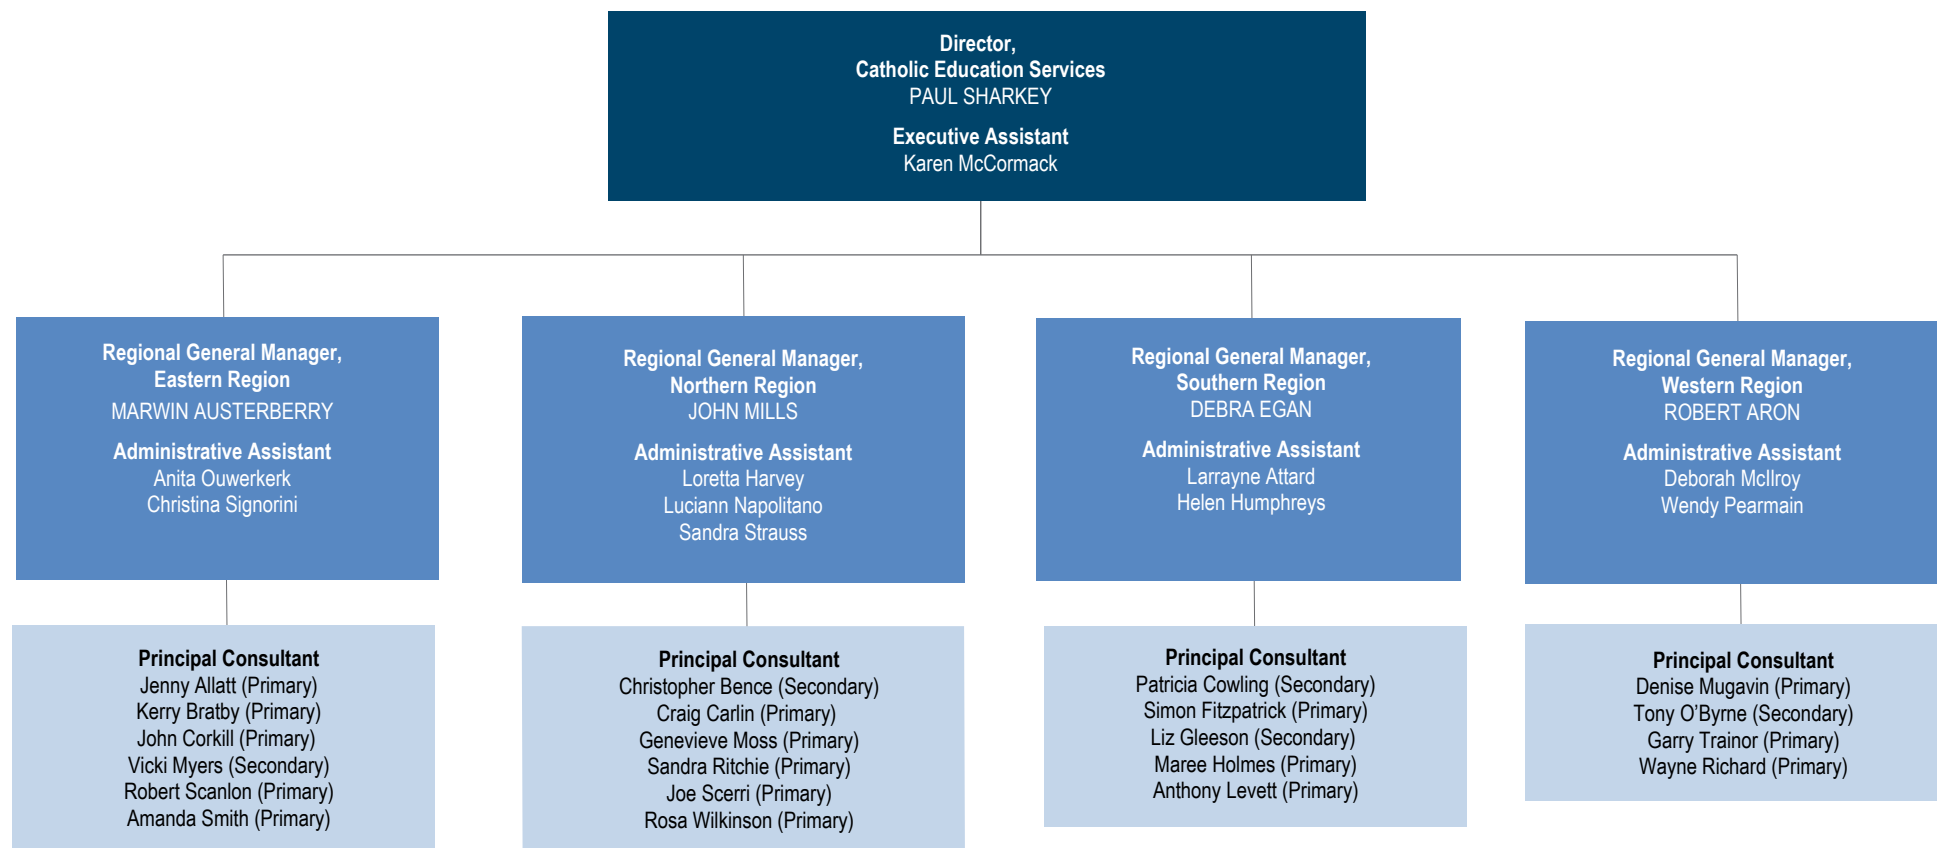 Director,
Catholic Education Services
PAUL SHARKEY
Executive Assistant
Karen McCormack
Regional General Manager,
Eastern Region
MARWIN AUSTERBERRY
Administrative Assistant
Anita Ouwerkerk
Christina Signorini
Regional General Manager,
Northern Region
JOHN MILLS
Administrative Assistant
Loretta Harvey
Luciann Napolitano
Sandra Strauss
Regional General Manager,
Southern Region
DEBRA EGAN
Administrative Assistant
Larrayne Attard
Helen Humphreys
Regional General Manager,
Western Region
ROBERT ARON
Administrative Assistant
Deborah McIlroy
Wendy Pearmain
Principal Consultant
Jenny Allatt (Primary)
Kerry Bratby (Primary)
John Corkill (Primary)
Vicki Myers (Secondary)
Robert Scanlon (Primary)
Amanda Smith (Primary)
Principal Consultant
Christopher Bence (Secondary)
Craig Carlin (Primary)
Genevieve Moss (Primary)
Sandra Ritchie (Primary)
Joe Scerri (Primary)
Rosa Wilkinson (Primary)
Principal Consultant
Patricia Cowling (Secondary)
Simon Fitzpatrick (Primary)
Liz Gleeson (Secondary)
Maree Holmes (Primary)
Anthony Levett (Primary)
Principal Consultant
Denise Mugavin (Primary)
Tony O’Byrne (Secondary)
Garry Trainor (Primary)
Wayne Richard (Primary)